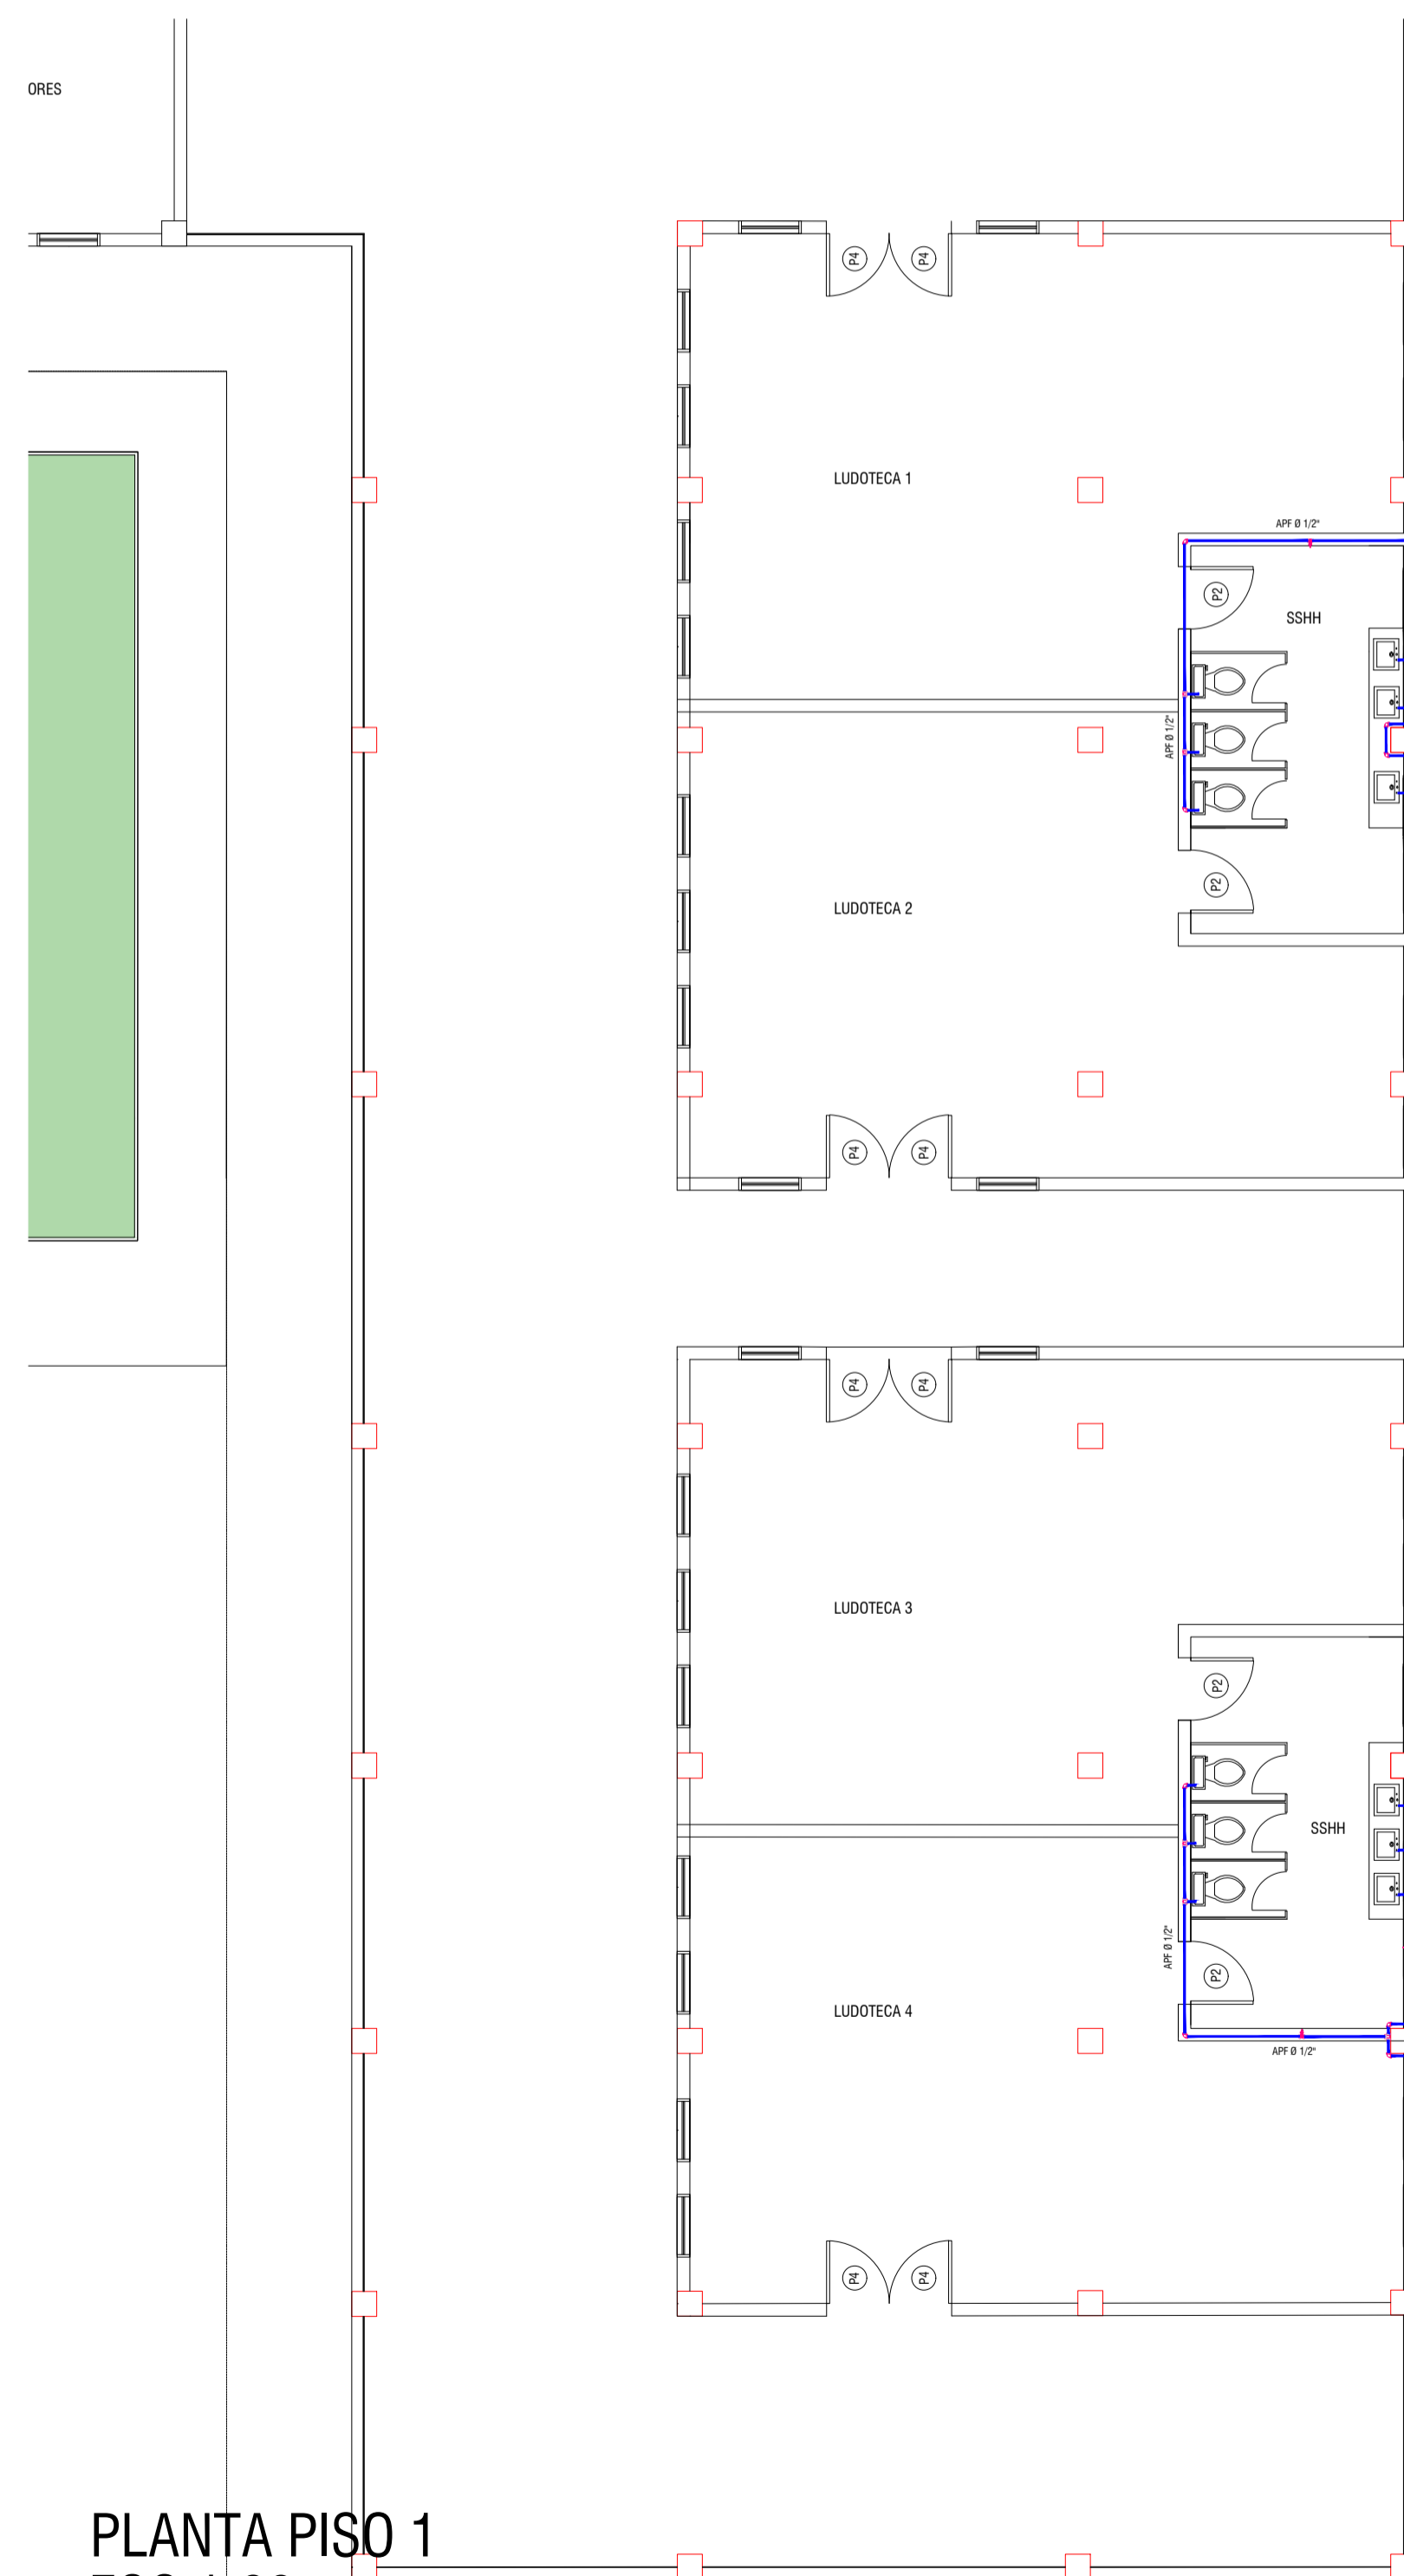 ORES
P4
P4
LUDOTECA 1
APF Ø 1/2"
P2
SSHH
APF Ø 1/2"
P2
LUDOTECA 2
P4
P4
P4
P4
LUDOTECA 3
P2
SSHH
APF Ø 1/2"
P2
LUDOTECA 4
APF Ø 1/2"
P4
P4
PLANTA PISO 1